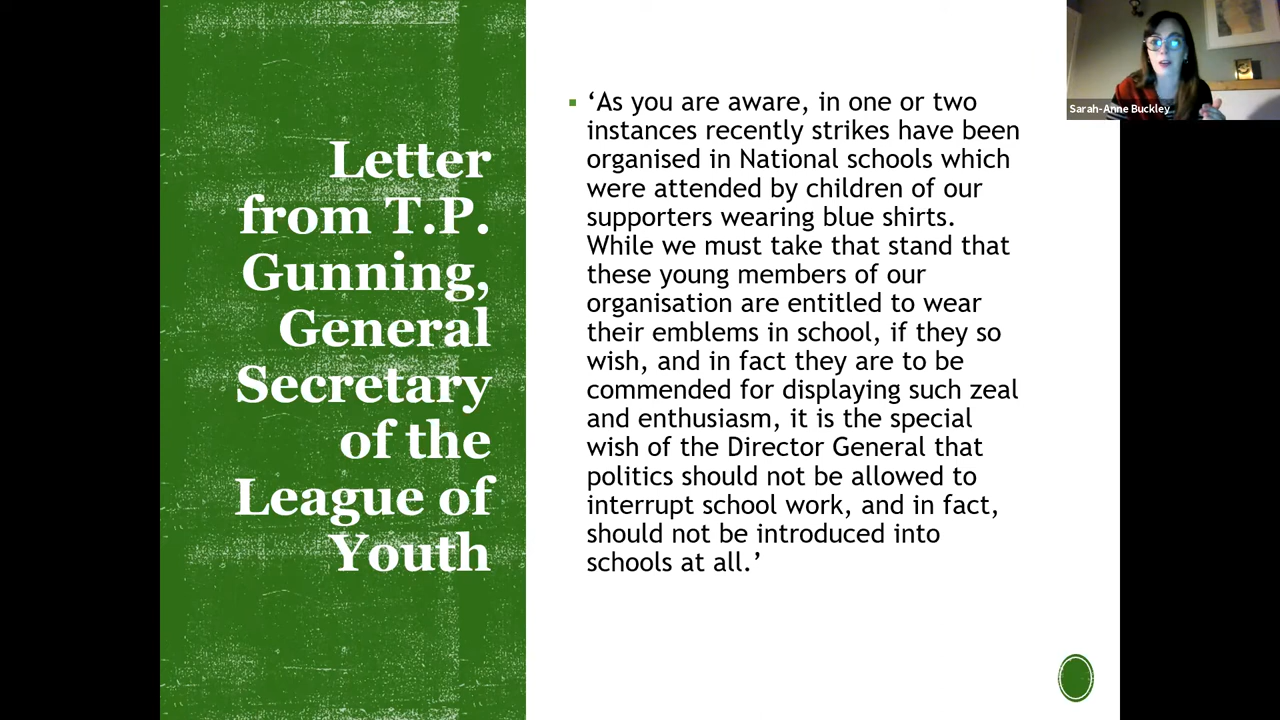 Letter
from T.P.
Gunning,
General
Secretary
of the
League of
Youth
‘As you are aware, in one or two
instances recently strikes have been
organised in National schools which
were attended by children of our
supporters wearing blue shirts.
While we must take that stand that
these young members of our
organisation are entitled to wear
their emblems in school, if they so
wish, and in fact they are to be
commended for displaying such zeal
and enthusiasm, it is the special
wish of the Director General that
politics should not be allowed to
interrupt school work, and in fact,
should not be introduced into
schools at all.’
Sarah-Anne Buckley